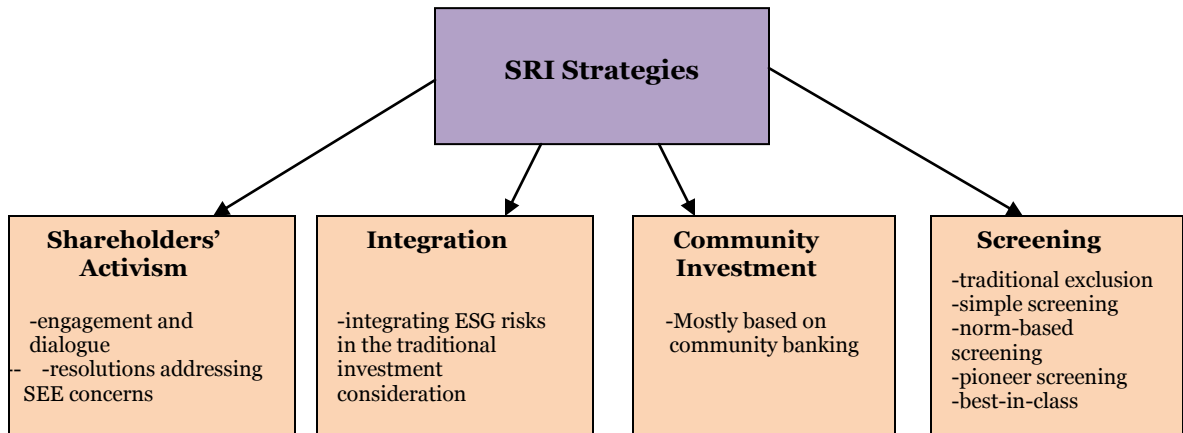 SRI Strategies
Shareholders’
Activism
-engagement and
dialogue
-- -resolutions addressing
SEE concerns
Integration
-integrating ESG risks
in the traditional
investment
consideration
Community
Investment
-Mostly based on
community banking
Screening
-traditional exclusion
-simple screening
-norm-based
screening
-pioneer screening
-best-in-class